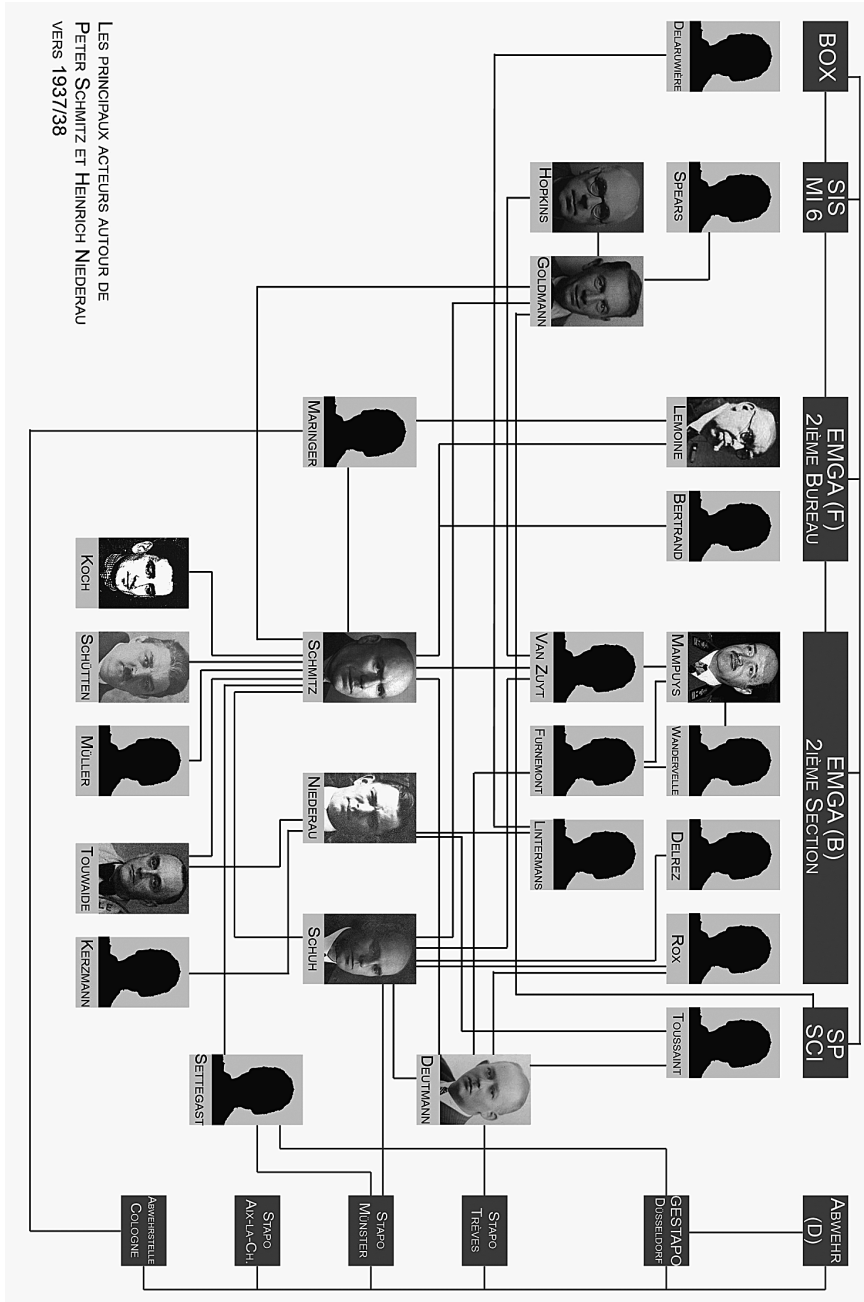 BOX
SIS
MI 6
EMGA (F)
2IÈME BUREAU
EMGA (B)
2IÈME SECTION
SP
SCI
ABWEHR
(D)
DELARUWIÈRE
SPEARS
LEMOINE
BERTRAND
MAMPUYS
WANDERVELLE
DELREZ
ROX
TOUSSAINT
GESTAPO
DÜSSELDORF
HOPKINS
GOLDMANN
VAN ZUYT
FURNEMONT
LINTERMANS
DEUTMANN
STAPO
TRÈVES
MARINGER
SCHMITZ
NIEDERAU
SCHUH
STAPO
MÜNSTER
SETTEGAST
STAPO
AIX-LA-CH.
KOCH
SCHÜTTEN
MÜLLER
TOUWAIDE
KERZMANN
ABWEHRSTELLE
COLOGNE
LES PRINCIPAUX ACTEURS AUTOUR DE
PETER SCHMITZ ET HEINRICH NIEDERAU
VERS 1937/38